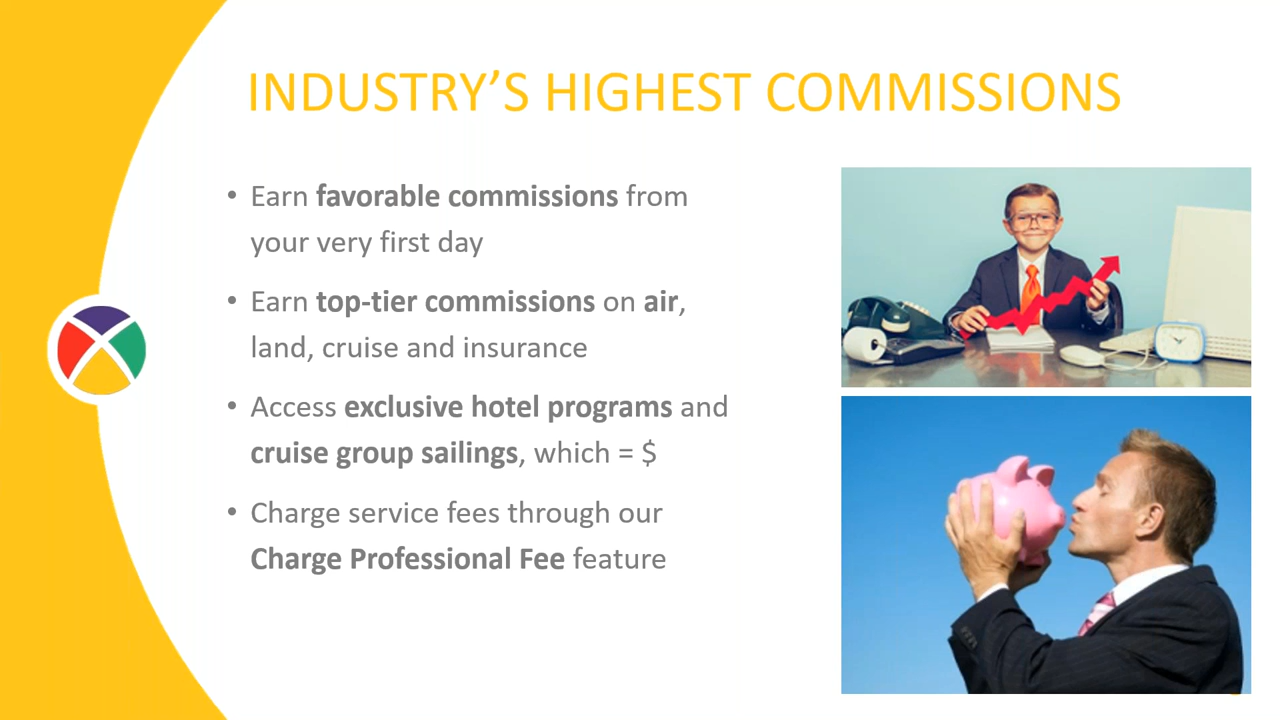 INDUSTRY’S HIGHEST COMMISSIONS
• Earn favorable commissions from
your very first day
• Earn top-tier commissions on air,
land, cruise and insurance
• Access exclusive hotel programs and
cruise group sailings, which = $
• Charge service fees through our
Charge Professional Fee feature